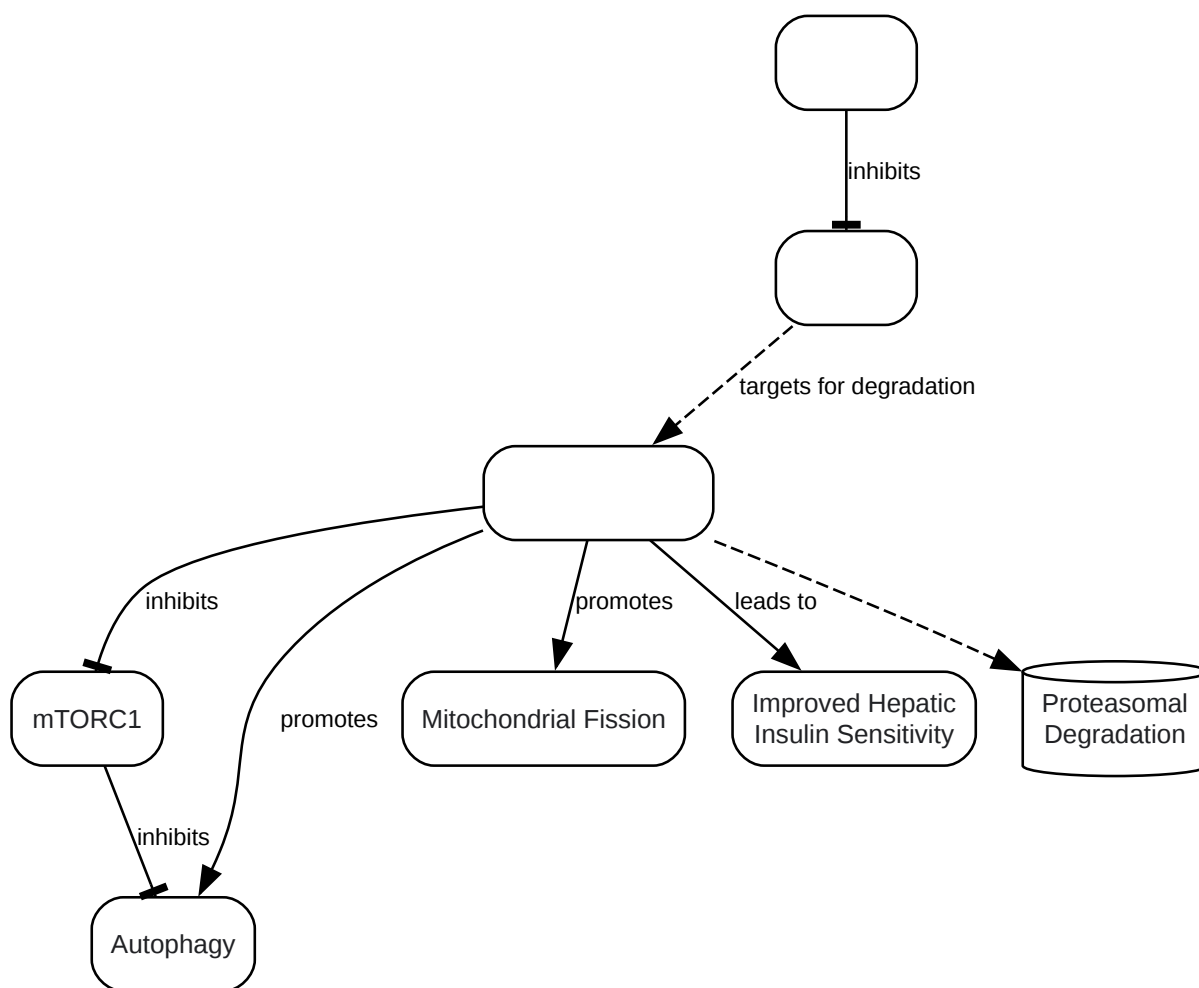 inhibits
targets for degradation
inhibits
promotes
leads to
mTORC1
promotes
Mitochondrial Fission
Improved Hepatic
Insulin Sensitivity
Proteasomal
Degradation
inhibits
Autophagy